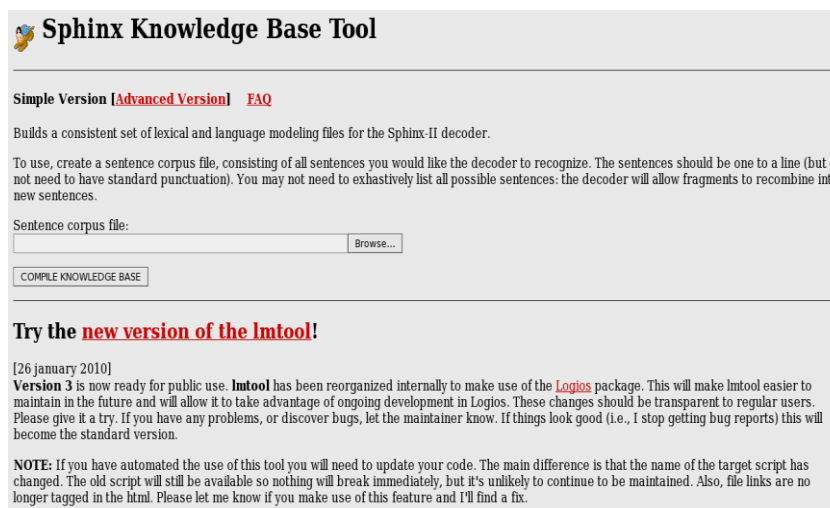 Sphinx Knowledge Base Tool
Simple Version [Advanced Version] FAQ
Builds a consistent set of lexical and language modeling files for the Sphinx-II decoder.
To use, create a sentence corpus file, consisting of all sentences you would like the decoder to recognize. The sentences should be one to a line (but
not need to have standard punctuation). You may not need to exhastively list all possible sentences: the decoder will allow fragments to recombine
new sentences.
Sentence corpus file:
Browse...
COMPILE KNOWLEDGE BASE
Try the new version of the lmtool!
[26 january 2010]
Version 3 is now ready for public use. lmtool has been reorganized internally to make use of the Logios package. This will make lmtool easier to
maintain in the future and will allow it to take advantage of ongoing development in Logios. These changes should be transparent to regular users.
Please give it a try. If you have any problems, or discover bugs, let the maintainer know. If things look good (i.e., I stop getting bug reports) this will
become the standard version.
NOTE: If you have automated the use of this tool you will need to update your code. The main difference is that the name of the target script has
changed. The old script will still be available so nothing will break immediately, but it's unlikely to continue to be maintained. Also, file links are no
longer tagged in the html. Please let me know if you make use of this feature and I'll find a fix.